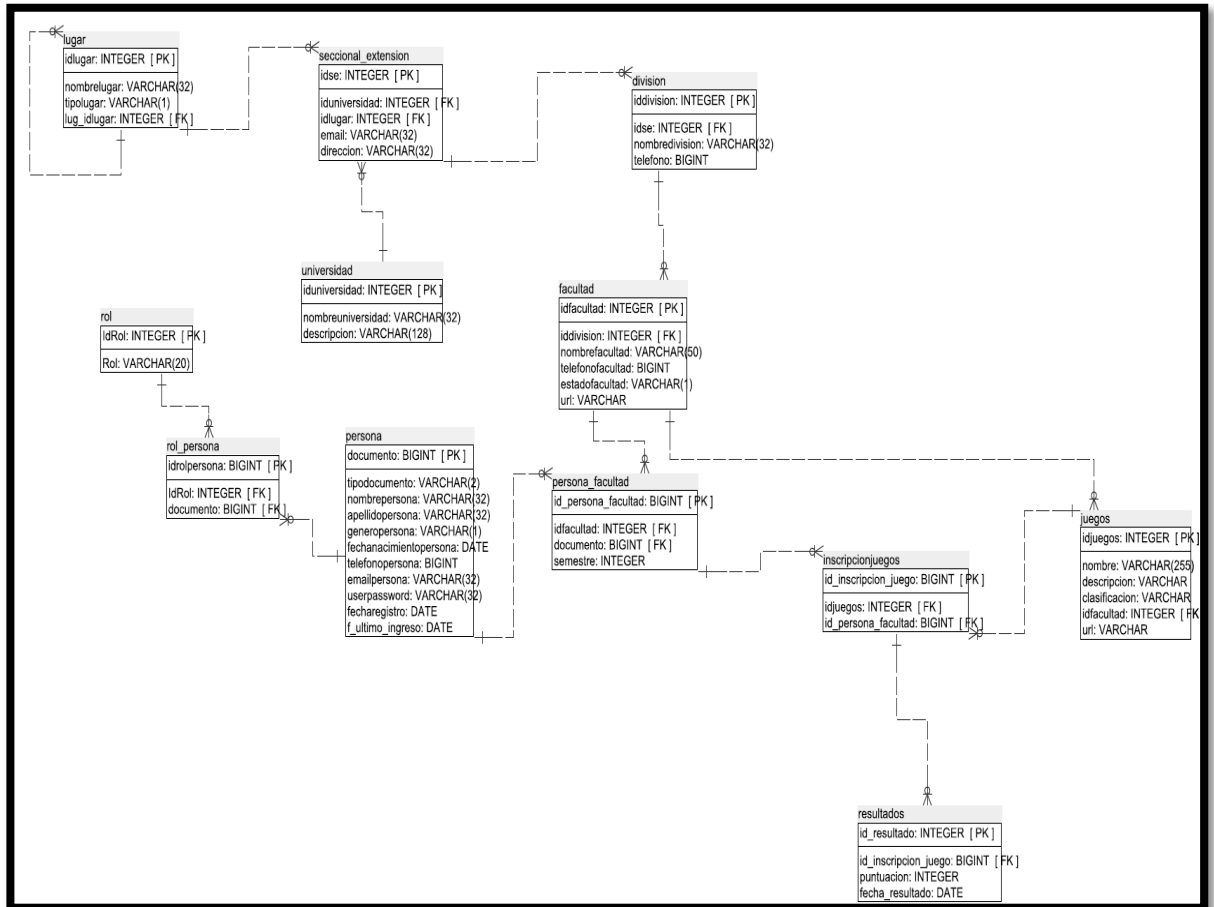 lugar
idlugar: INTEGER [ PK ]
nombrelugar: VARCHAR(32)
tipolugar: VARCHAR(1)
lug_idlugar: INTEGER [ FK ]
seccional_extension
idse: INTEGER [ PK ]
iduniversidad: INTEGER [ FK ]
idlugar: INTEGER [ FK ]
email: VARCHAR(32)
direccion: VARCHAR(32)
division
iddivision: INTEGER [ PK ]
idse: INTEGER [ FK ]
nombredivision: VARCHAR(32)
telefono: BIGINT
universidad
iduniversidad: INTEGER [ PK ]
nombreuniversidad: VARCHAR(32)
descripcion: VARCHAR(128)
facultad
idfacultad: INTEGER [ PK ]
iddivision: INTEGER [ FK ]
nombrefacultad: VARCHAR(50)
telefonofacultad: BIGINT
estadofacultad: VARCHAR(1)
url: VARCHAR
rol
IdRol: INTEGER [ PK ]
Rol: VARCHAR(20)
rol_persona
idrolpersona: BIGINT [ PK ]
IdRol: INTEGER [ FK ]
documento: BIGINT [ FK ]
persona
documento: BIGINT [ PK ]
tipodocumento: VARCHAR(2)
nombrepersona: VARCHAR(32)
apellidopersona: VARCHAR(32)
generopersona: VARCHAR(1)
fechanacimientopersona: DATE
telefonopersona: BIGINT
emailpersona: VARCHAR(32)
userpassword: VARCHAR(32)
fecharegistro: DATE
f_ultimo_ingreso: DATE
persona_facultad
id_persona_facultad: BIGINT [ PK ]
idfacultad: INTEGER [ FK ]
documento: BIGINT [ FK ]
semestre: INTEGER
inscripcionjuegos
id_inscripcion_juego: BIGINT [ PK ]
idjuegos: INTEGER [ FK ]
id_persona_facultad: BIGINT [ FK ]
juegos
idjuegos: INTEGER [ PK ]
nombre: VARCHAR(255)
descripcion: VARCHAR
clasificacion: VARCHAR
idfacultad: INTEGER [ FK
url: VARCHAR
resultados
id_resultado: INTEGER [ PK ]
id_inscripcion_juego: BIGINT [ FK ]
puntuacion: INTEGER
fecha_resultado: DATE